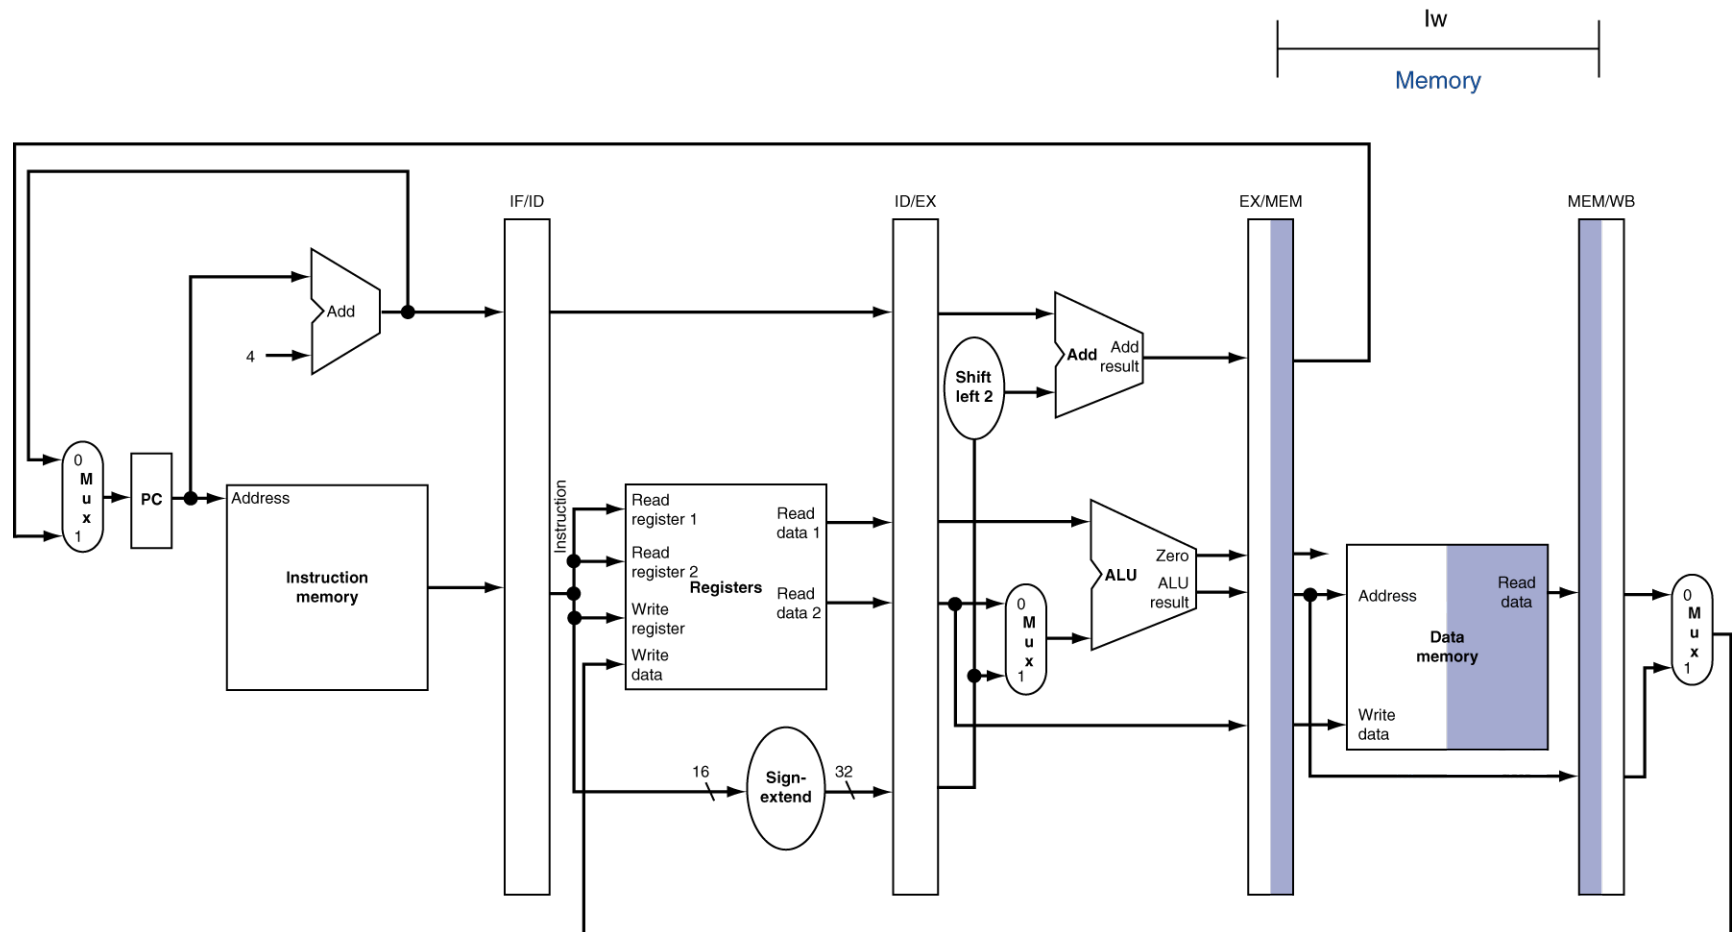 lw
Memory
IF/ID
ID/EX
EX/MEM
MEM/WB
Add
4
Shift
left 2
Add
Add
result
0
M
u
x
1
PC
Address
Instruction
memory
Instruction
Read
register 1
Read
register 2
Write
register
Write
data
Registers
Read
data 1
Read
data 2
16
Sign-
extend
32
0
M
u
x
1
ALU
Zero
ALU
result
Address
Read
data
Data
memory
Write
data
0
M
u
x
1